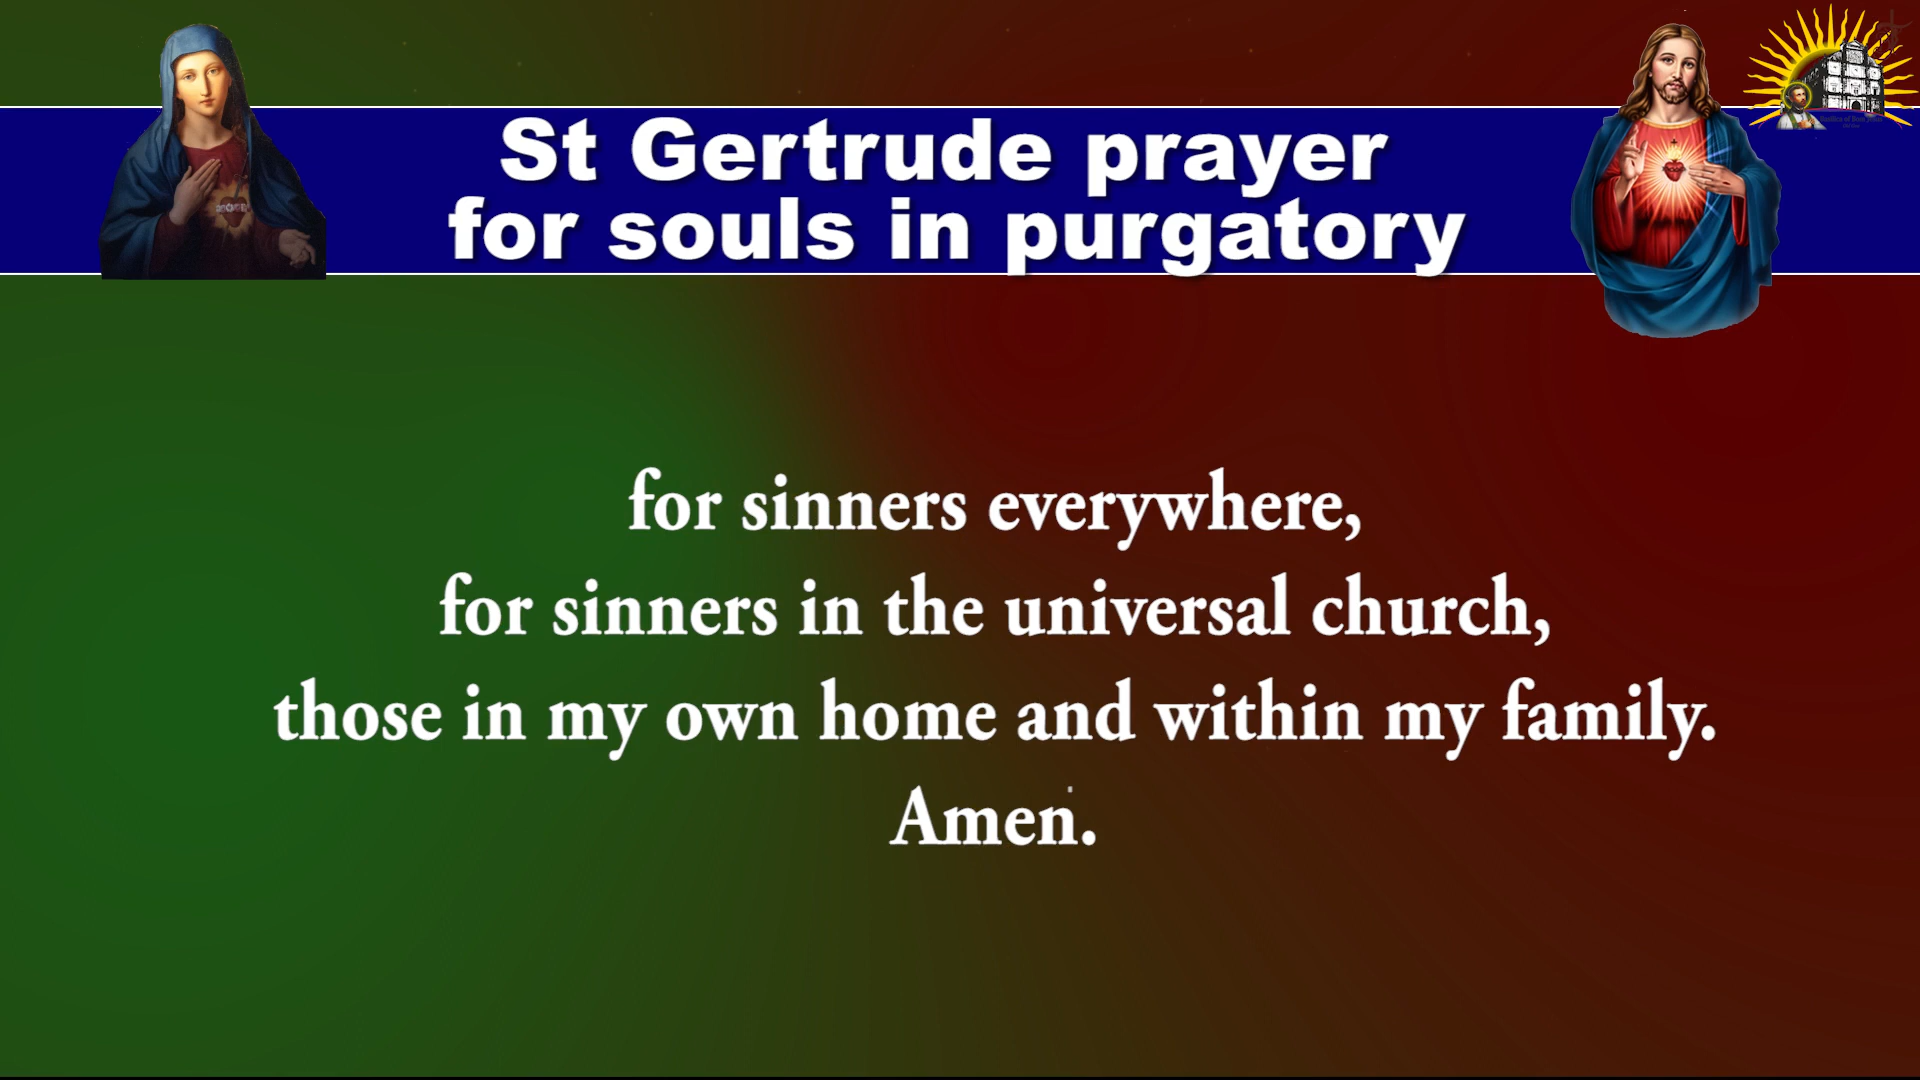 St Gertrude prayer
for souls in purgatory
for sinners everywhere,
for sinners in the universal church,
those in my own home and within my family.
Amen.